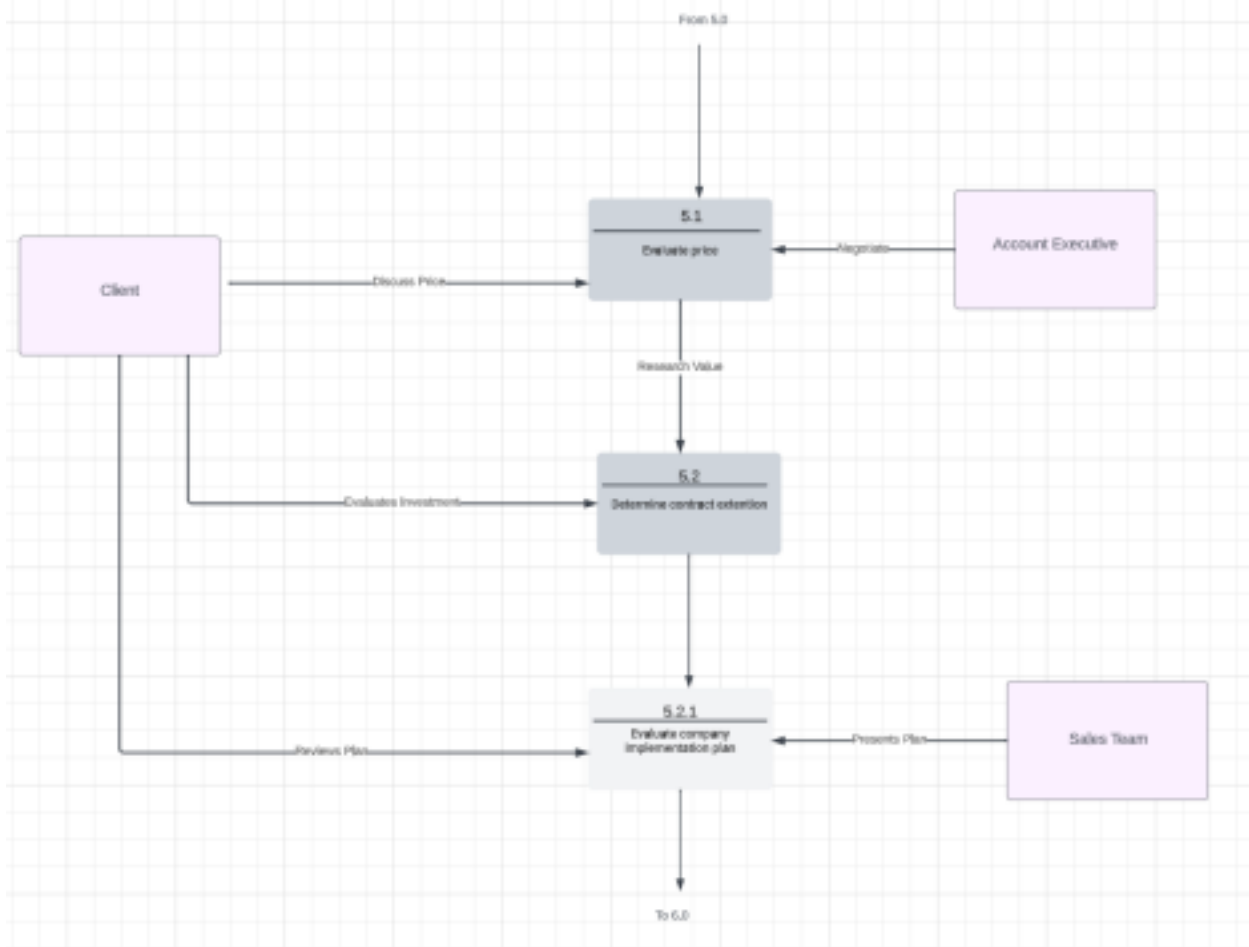 From 5.0
5.1
Evaluate price
Negotiate
Account Executive
Client
Discuss Price
Research Value
5.2
Determine contract extention
Evaluates Investment
5.2.1
Evaluate company
implementation plan
Reviews Plan
Presents Plan
Sales Team
To 6.0